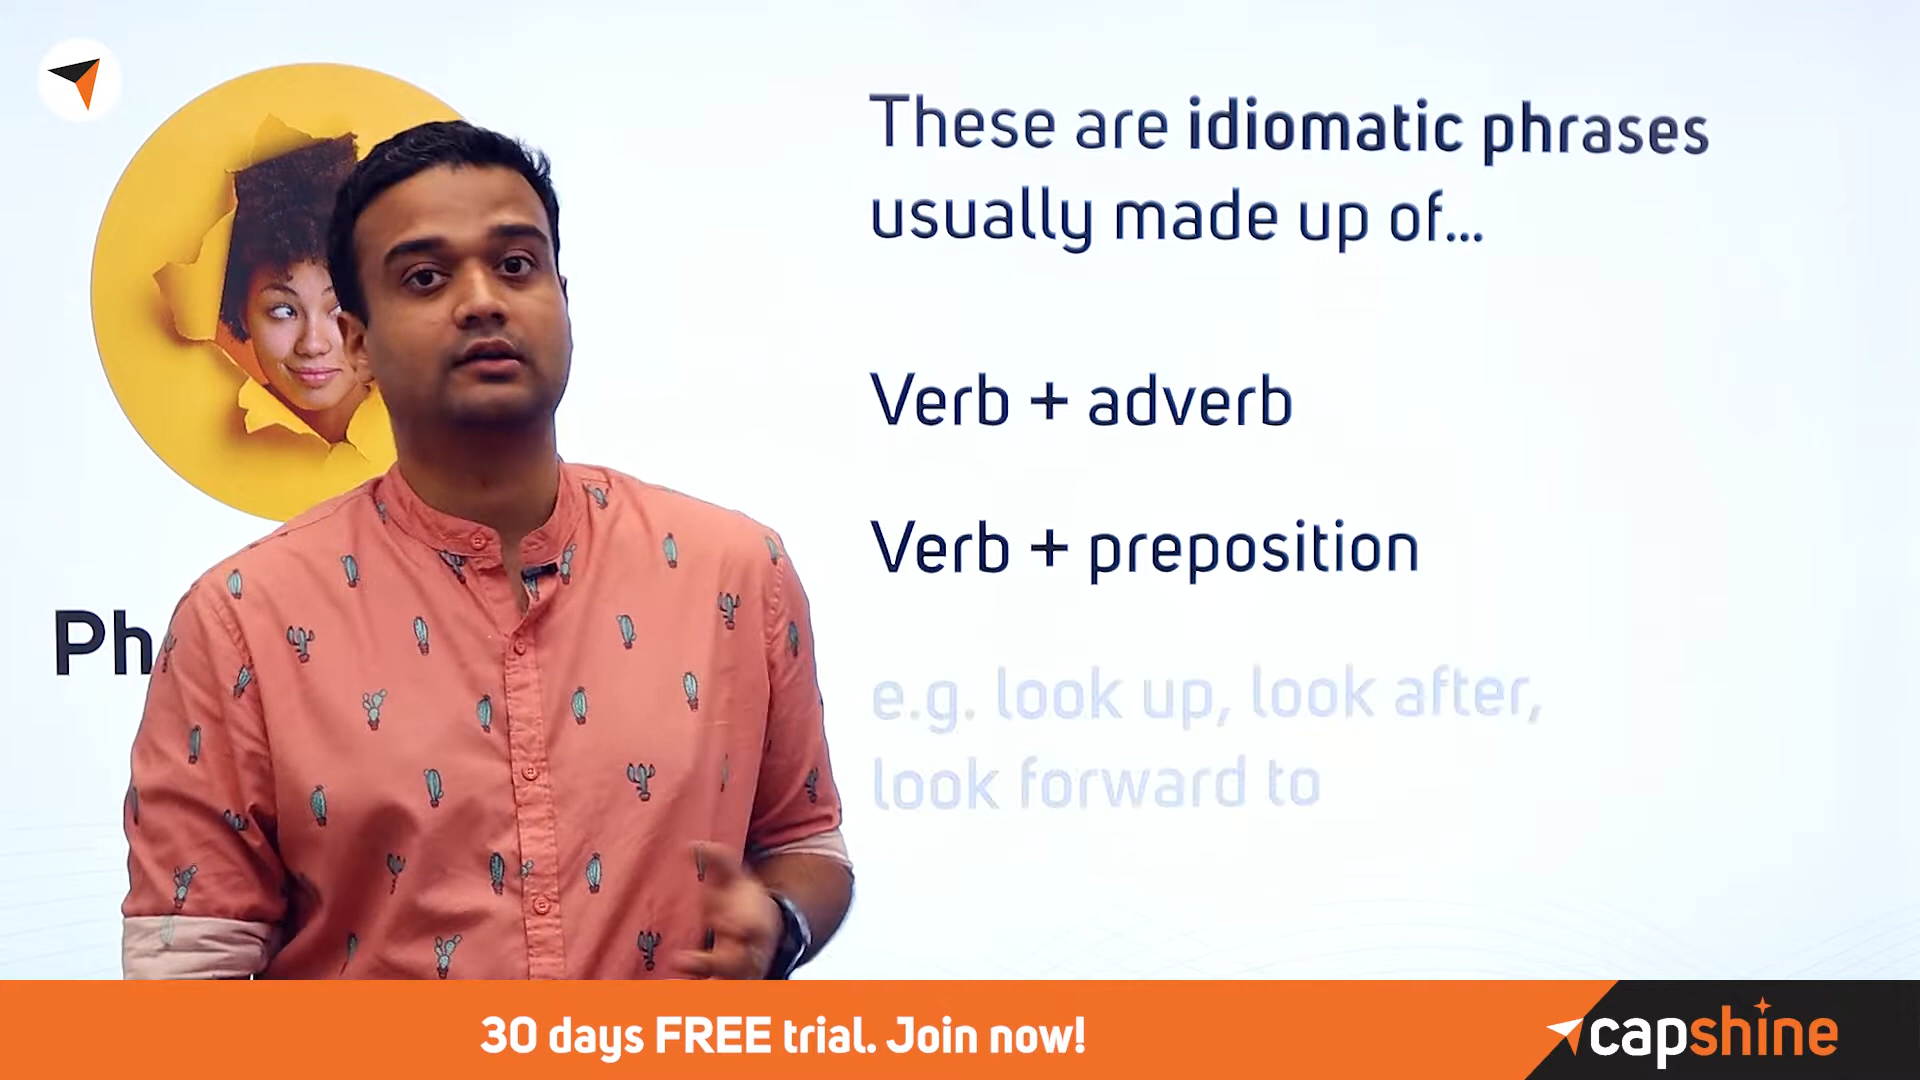 These are idiomatic phrases
usually made up of...
Verb + adverb
Verb + preposition
e.g. look up, look after,
look forward to
Ph
30 days FREE trial. Join now!
capshine